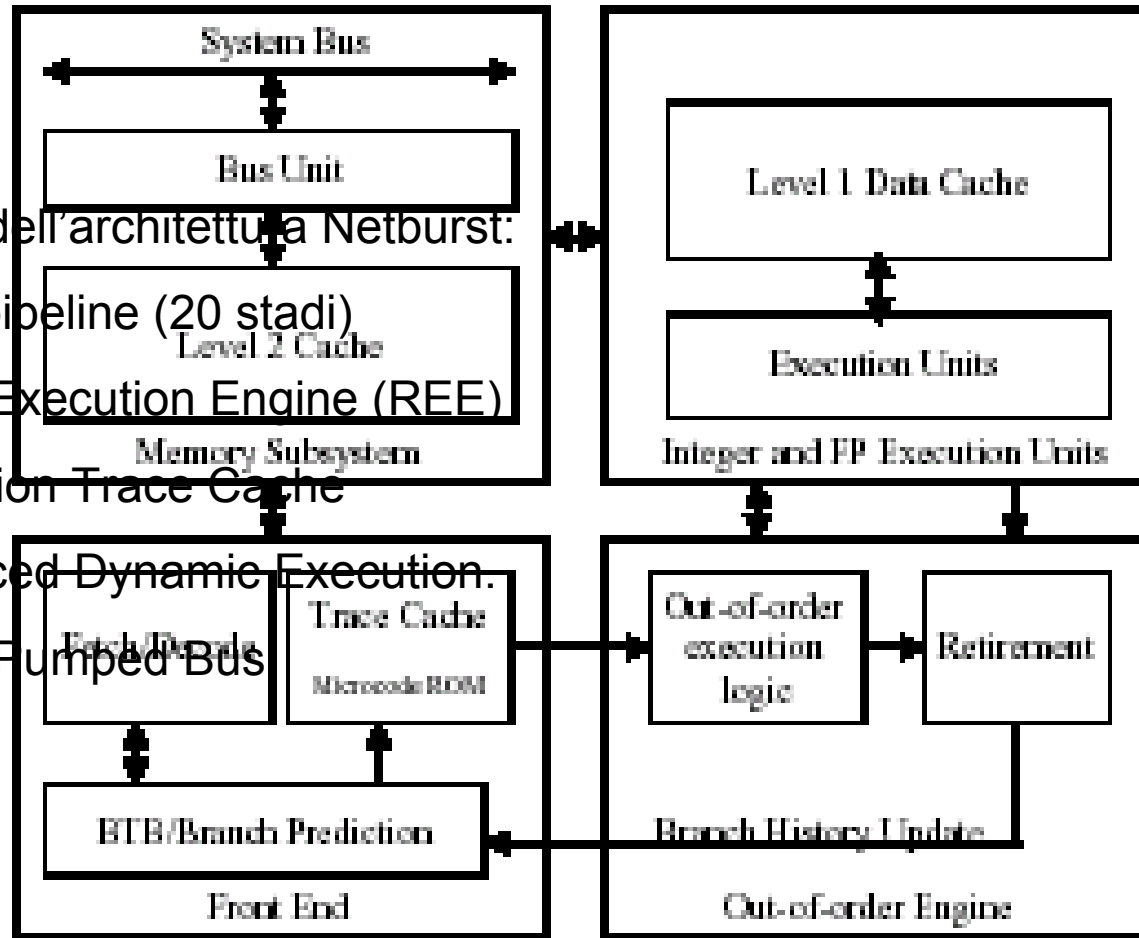 System Bus
Bus Unit
Level 1 Data Cache
dell'architettura Netburst:
pipeline (20 stadi)
Level 2 Cache
Execution Units
Execution Engine (REE)
Memory Subsystem
Integer and FP Execution Units
ion Trace Cache
ced Dynamic Execution.
Fetch/Decode
Trace Cache
Microcode ROM
Out-of-order
execution
logic
Retirement
Pumped Bus
BTB/Branch Prediction
Branch History Update
Front End
Out-of-order Engine